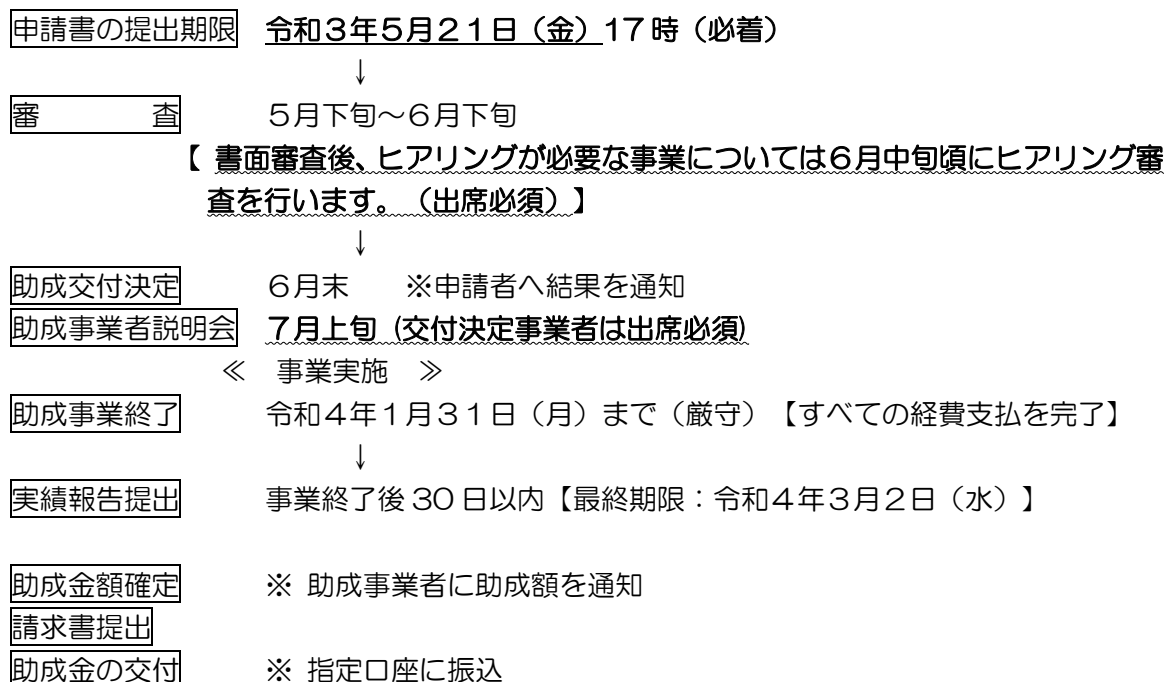 申請書の提出期限　令和３年５月２１日（金）17時（必着）
↓
審　　　　査　５月下旬～６月下旬
【 書面審査後、ヒアリングが必要な事業については６月中旬頃にヒアリング審
査を行います。（出席必須）】
↓
助成交付決定　６月末　※申請者へ結果を通知
助成事業者説明会　７月上旬（交付決定事業者は出席必須）
≪　事業実施　≫
助成事業終了　令和４年１月３１日（月）まで（厳守）【すべての経費支払を完了】
↓
実績報告提出　事業終了後 30 日以内【最終期限：令和４年３月２日（水）】
助成金額確定　※ 助成事業者に助成額を通知
請求書提出
助成金の交付　※ 指定口座に振込